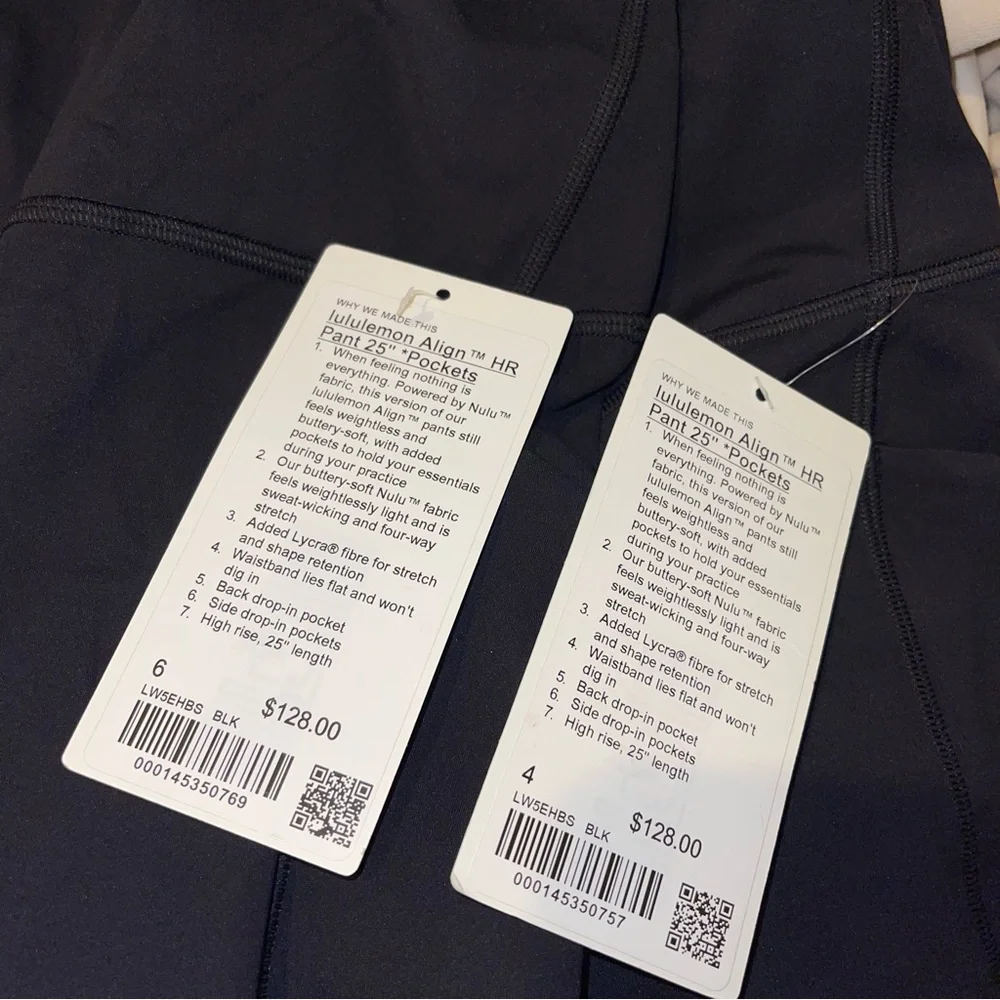 WHY WE MADE THIS
lululemon Align™ HR
Pant 25" *Pockets
1. When feeling nothing is
everything. Powered by Nulu™
fabric, this version of our
lululemon Align™ pants still
feels weightless and
buttery-soft, with added
pockets to hold your essentials
during your practice
2. Our buttery-soft Nulu™ fabric
feels weightlessly light and is
sweat-wicking and four-way
stretch
3. Added Lycra® fibre for stretch
and shape retention
4. Waistband lies flat and won't
dig in
5. Back drop-in pocket
6. Side drop-in pockets
7. High rise, 25" length
6
LW5EHBS BLK $128.00
000145350769
WHY WE MADE THIS
lululemon Align™ HR
Pant 25" *Pockets
1. When feeling nothing is
everything. Powered by Nulu™
fabric, this version of our
lululemon Align™ pants still
feels weightless and
buttery-soft, with added
pockets to hold your essentials
during your practice
2. Our buttery-soft Nulu™ fabric
feels weightlessly light and is
sweat-wicking and four-way
stretch
3. Added Lycra® fibre for stretch
and shape retention
4. Waistband lies flat and won't
dig in
5. Back drop-in pocket
6. Side drop-in pockets
7. High rise, 25" length
4
LW5EHBS BLK $128.00
000145350757